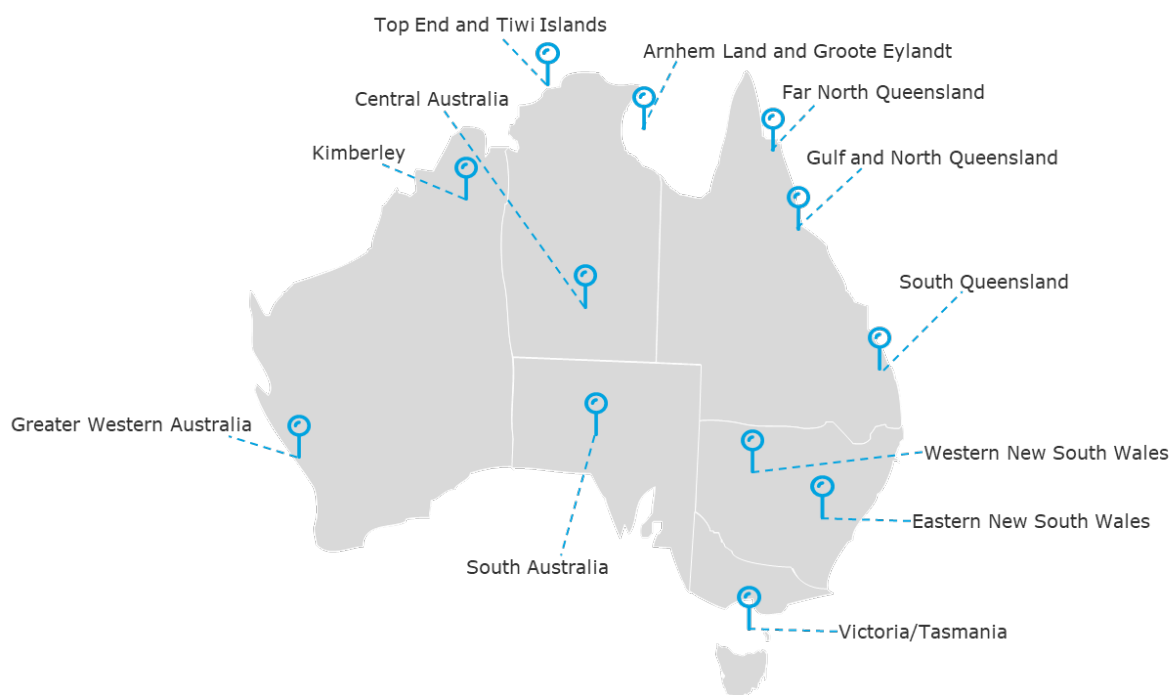 Top End and Tiwi Islands
Arnhem Land and Groote Eylandt
Central Australia
Far North Queensland
Kimberley
Gulf and North Queensland
South Queensland
Greater Western Australia
Western New South Wales
Eastern New South Wales
South Australia
Victoria/Tasmania